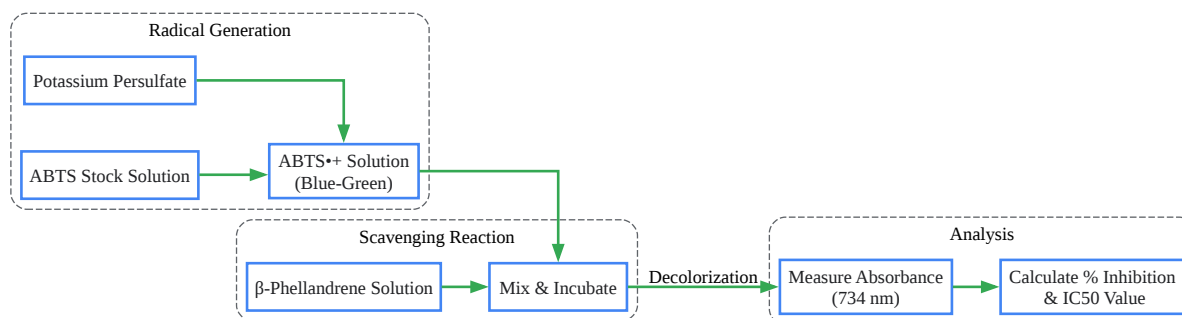 Radical Generation
Potassium Persulfate
ABTS Stock Solution
ABTS•+ Solution
(Blue-Green)
Scavenging Reaction
β-Phellandrene Solution
Mix & Incubate
Decolorization
Analysis
Measure Absorbance
(734 nm)
Calculate % Inhibition
& IC50 Value